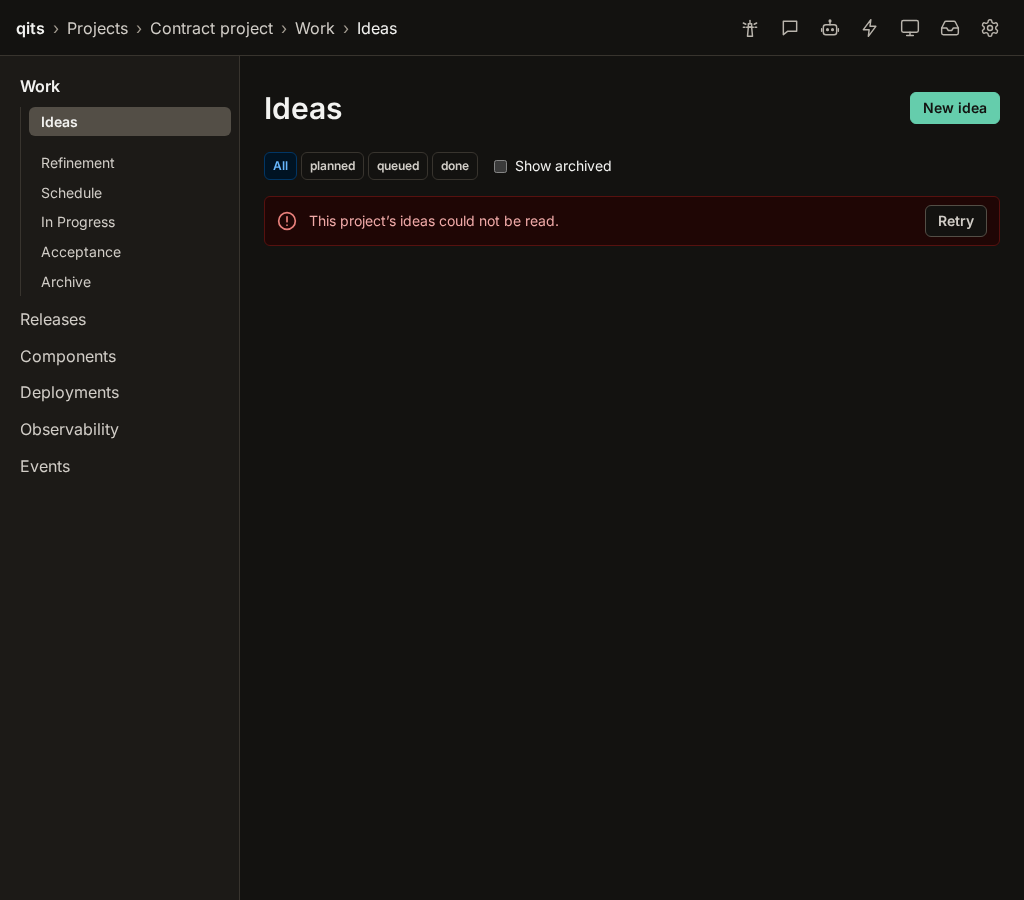 qits › Projects › Contract project › Work › Ideas
Work
Ideas
Refinement
Schedule
In Progress
Acceptance
Archive
Releases
Components
Deployments
Observability
Events
Ideas
New idea
All planned queued done Show archived
This project’s ideas could not be read.
Retry